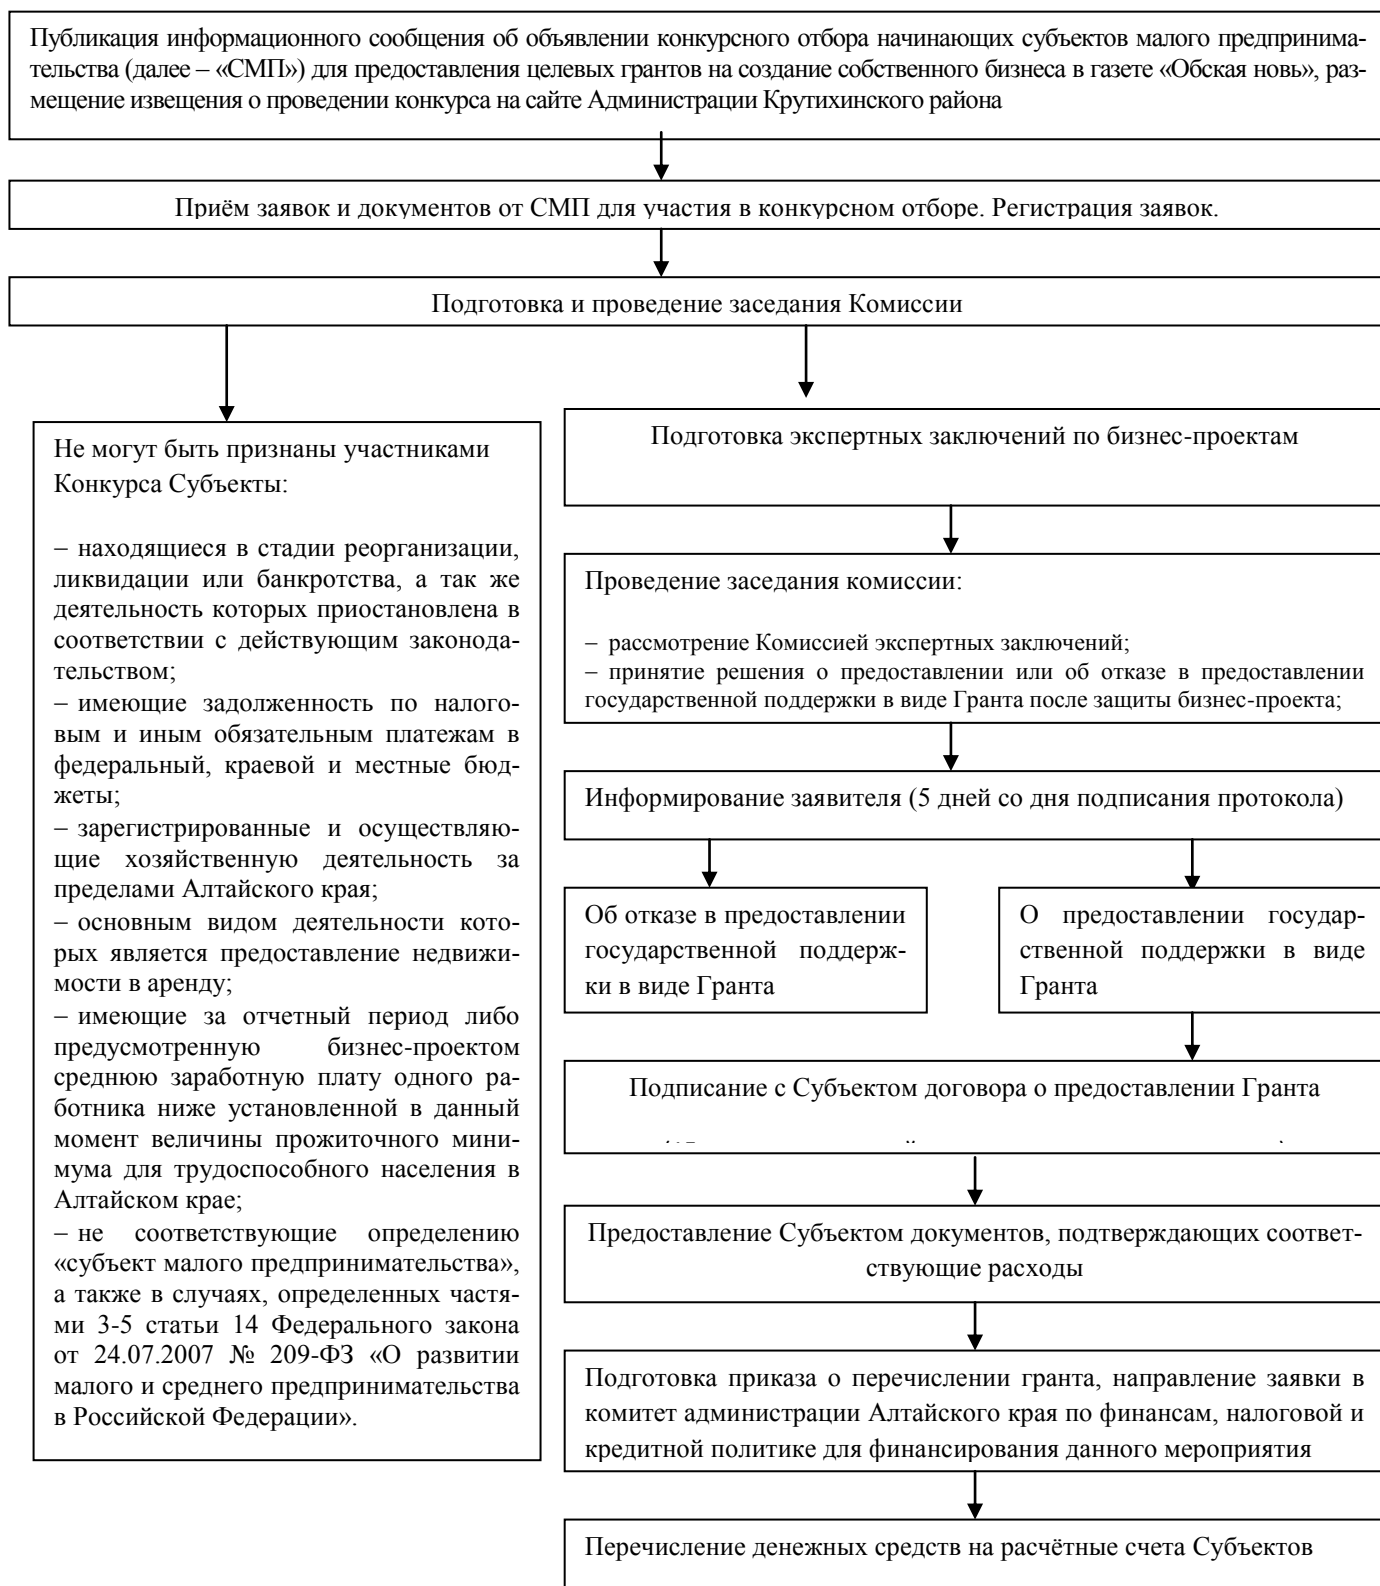 Публикация информационного сообщения об объявлении конкурсного отбора начинающих субъектов малого предпринима-
тельства (далее – «СМП») для предоставления целевых грантов на создание собственного бизнеса в газете «Обская новь», раз-
мещение извещения о проведении конкурса на сайте Администрации Крутихинского района
Приём заявок и документов от СМП для участия в конкурсном отборе. Регистрация заявок.
Подготовка и проведение заседания Комиссии
Не могут быть признаны участниками
Конкурса Субъекты:
– находящиеся в стадии реорганизации,
ликвидации или банкротства, а так же
деятельность которых приостановлена в
соответствии с действующим законода-
тельством;
– имеющие задолженность по налого-
вым и иным обязательным платежам в
федеральный, краевой и местные бюд-
жеты;
– зарегистрированные и осуществляю-
щие хозяйственную деятельность за
пределами Алтайского края;
– основным видом деятельности кото-
рых является предоставление недвижи-
мости в аренду;
– имеющие за отчетный период либо
предусмотренную бизнес-проектом
среднюю заработную плату одного ра-
ботника ниже установленной в данный
момент величины прожиточного мини-
мума для трудоспособного населения в
Алтайском крае;
– не соответствующие определению
«субъект малого предпринимательства»,
а также в случаях, определенных частя-
ми 3-5 статьи 14 Федерального закона
от 24.07.2007 № 209-ФЗ «О развитии
малого и среднего предпринимательства
в Российской Федерации».
Подготовка экспертных заключений по бизнес-проектам
Проведение заседания комиссии:
– рассмотрение Комиссией экспертных заключений;
– принятие решения о предоставлении или об отказе в предоставлении
государственной поддержки в виде Гранта после защиты бизнес-проекта;
Информирование заявителя (5 дней со дня подписания протокола)
Об отказе в предоставлении
государственной поддерж-
ки в виде Гранта
О предоставлении государ-
ственной поддержки в виде
Гранта
Подписание с Субъектом договора о предоставлении Гранта
Предоставление Субъектом документов, подтверждающих соответ-
ствующие расходы
Подготовка приказа о перечислении гранта, направление заявки в
комитет администрации Алтайского края по финансам, налоговой и
кредитной политике для финансирования данного мероприятия
Перечисление денежных средств на расчётные счета Субъектов